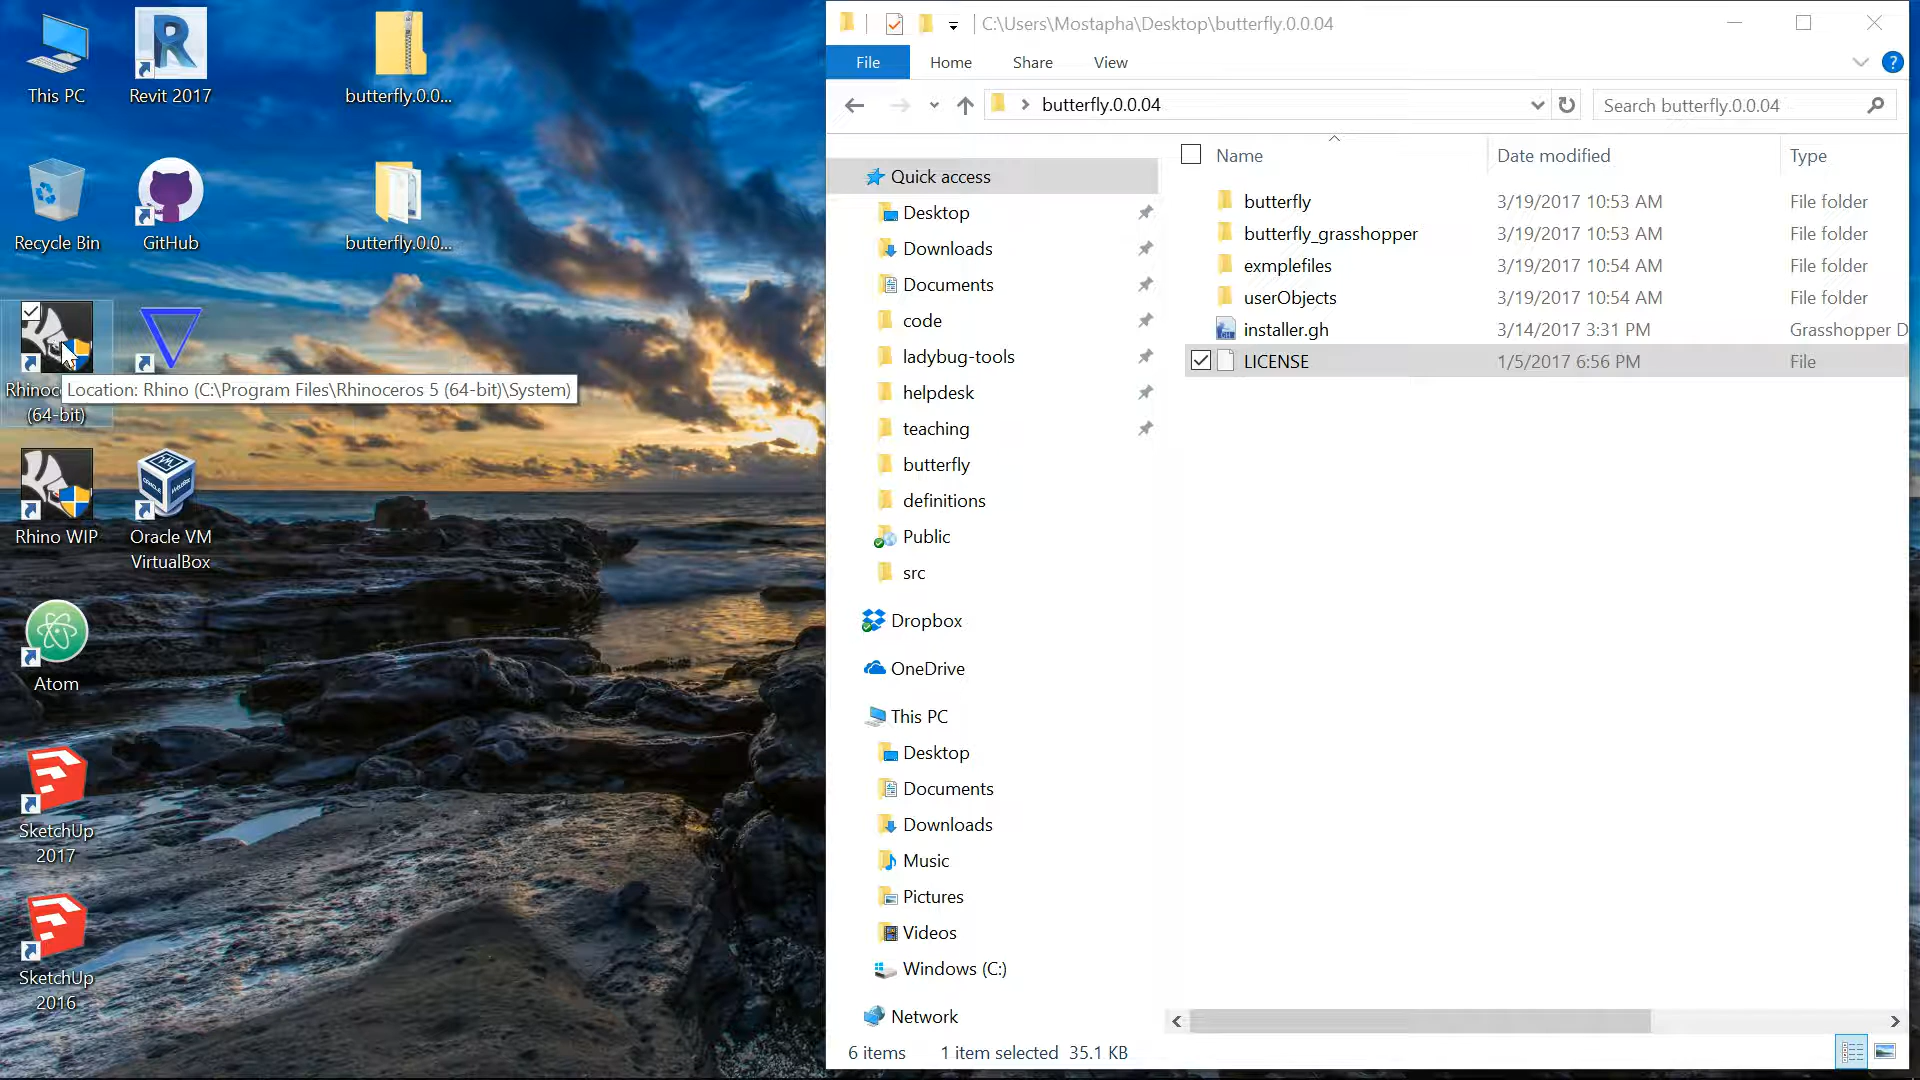 This PC
Revit 2017
butterfly.0.0...
Recycle Bin
GitHub
butterfly.0.0...
Rhinoc
(64-bit)
Location: Rhino (C:\Program Files\Rhinoceros 5 (64-bit)\System)
Rhino WIP
Oracle VM
VirtualBox
Atom
SketchUp
2017
SketchUp
2016
C:\Users\Mostapha\Desktop\butterfly.0.0.04
File Home Share View
?
butterfly.0.0.04
Search butterfly.0.0.04
Name Date modified Type
butterfly 3/19/2017 10:53 AM File folder
butterfly_grasshopper 3/19/2017 10:53 AM File folder
exmplefiles 3/19/2017 10:54 AM File folder
userObjects 3/19/2017 10:54 AM File folder
installer.gh 3/14/2017 3:31 PM Grasshopper D
LICENSE 1/5/2017 6:56 PM File
Quick access
Desktop
Downloads
Documents
code
ladybug-tools
helpdesk
teaching
butterfly
definitions
Public
src
Dropbox
OneDrive
This PC
Desktop
Documents
Downloads
Music
Pictures
Videos
Windows (C:)
Network
6 items 1 item selected 35.1 KB